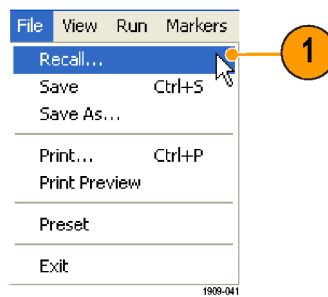 File View Run Markers
Recall...
1
Save Ctrl+S
Save As...
Print... Ctrl+P
Print Preview
Preset
Exit
1909-041